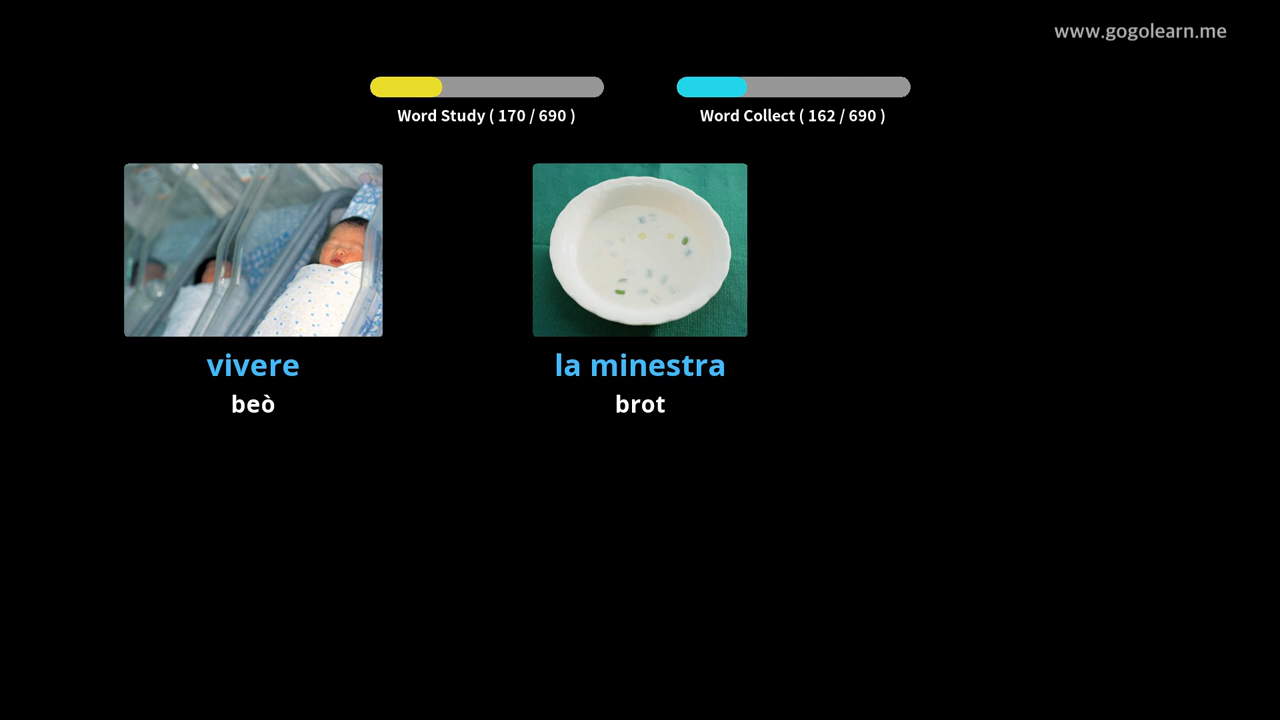 www.gogolearn.me
Word Study ( 170 / 690 )
Word Collect ( 162 / 690 )
vivere
beò
la minestra
brot